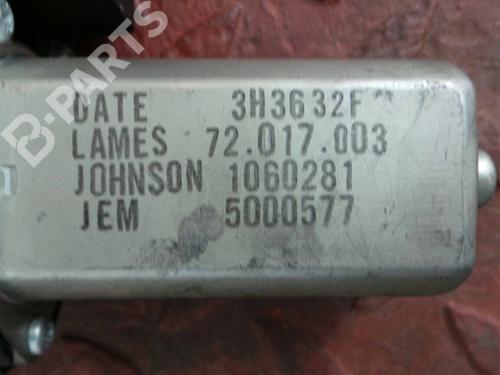 B-PARTS
DATE 3H3632F
LAMES 72.017.003
JOHNSON 1060281
JEM 5000577